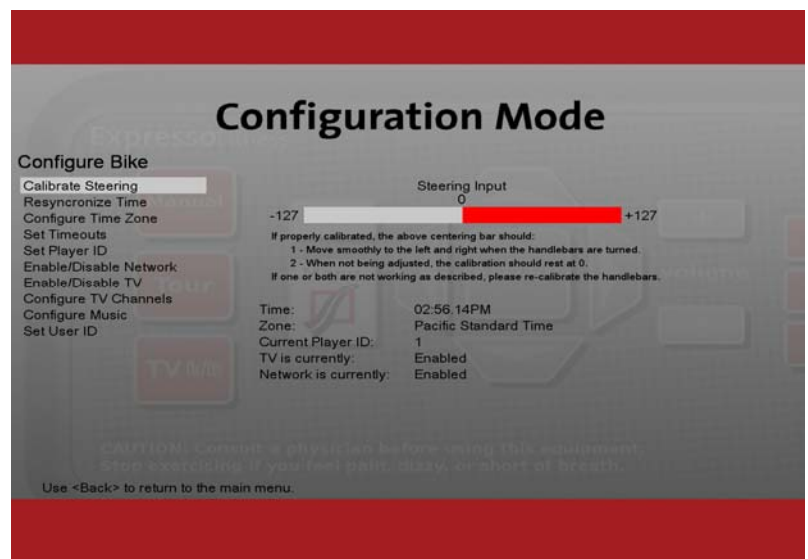 Configuration Mode
Expresso
Configure Bike
Calibrate Steering
Resyncronize Time
Configure Time Zone
Set Timeouts
Set Player ID
Enable/Disable Network
Enable/Disable TV
Configure TV Channels
Configure Music
Set User ID
Steering Input
0
-127
+127
If properly calibrated, the above centering bar should:
1 - Move smoothly to the left and right when the handlebars are turned.
2 - When not being adjusted, the calibration should rest at 0.
If one or both are not working as described, please re-calibrate the handlebars.
Time: 02:56.14PM
Zone: Pacific Standard Time
Current Player ID: 1
TV is currently: Enabled
Network is currently: Enabled
Manual
Tour
TV
volume
CAUTION: Consult a physician before using this equipment.
Stop exercising if you feel pain, dizzy, or short of breath.
Use <Back> to return to the main menu.